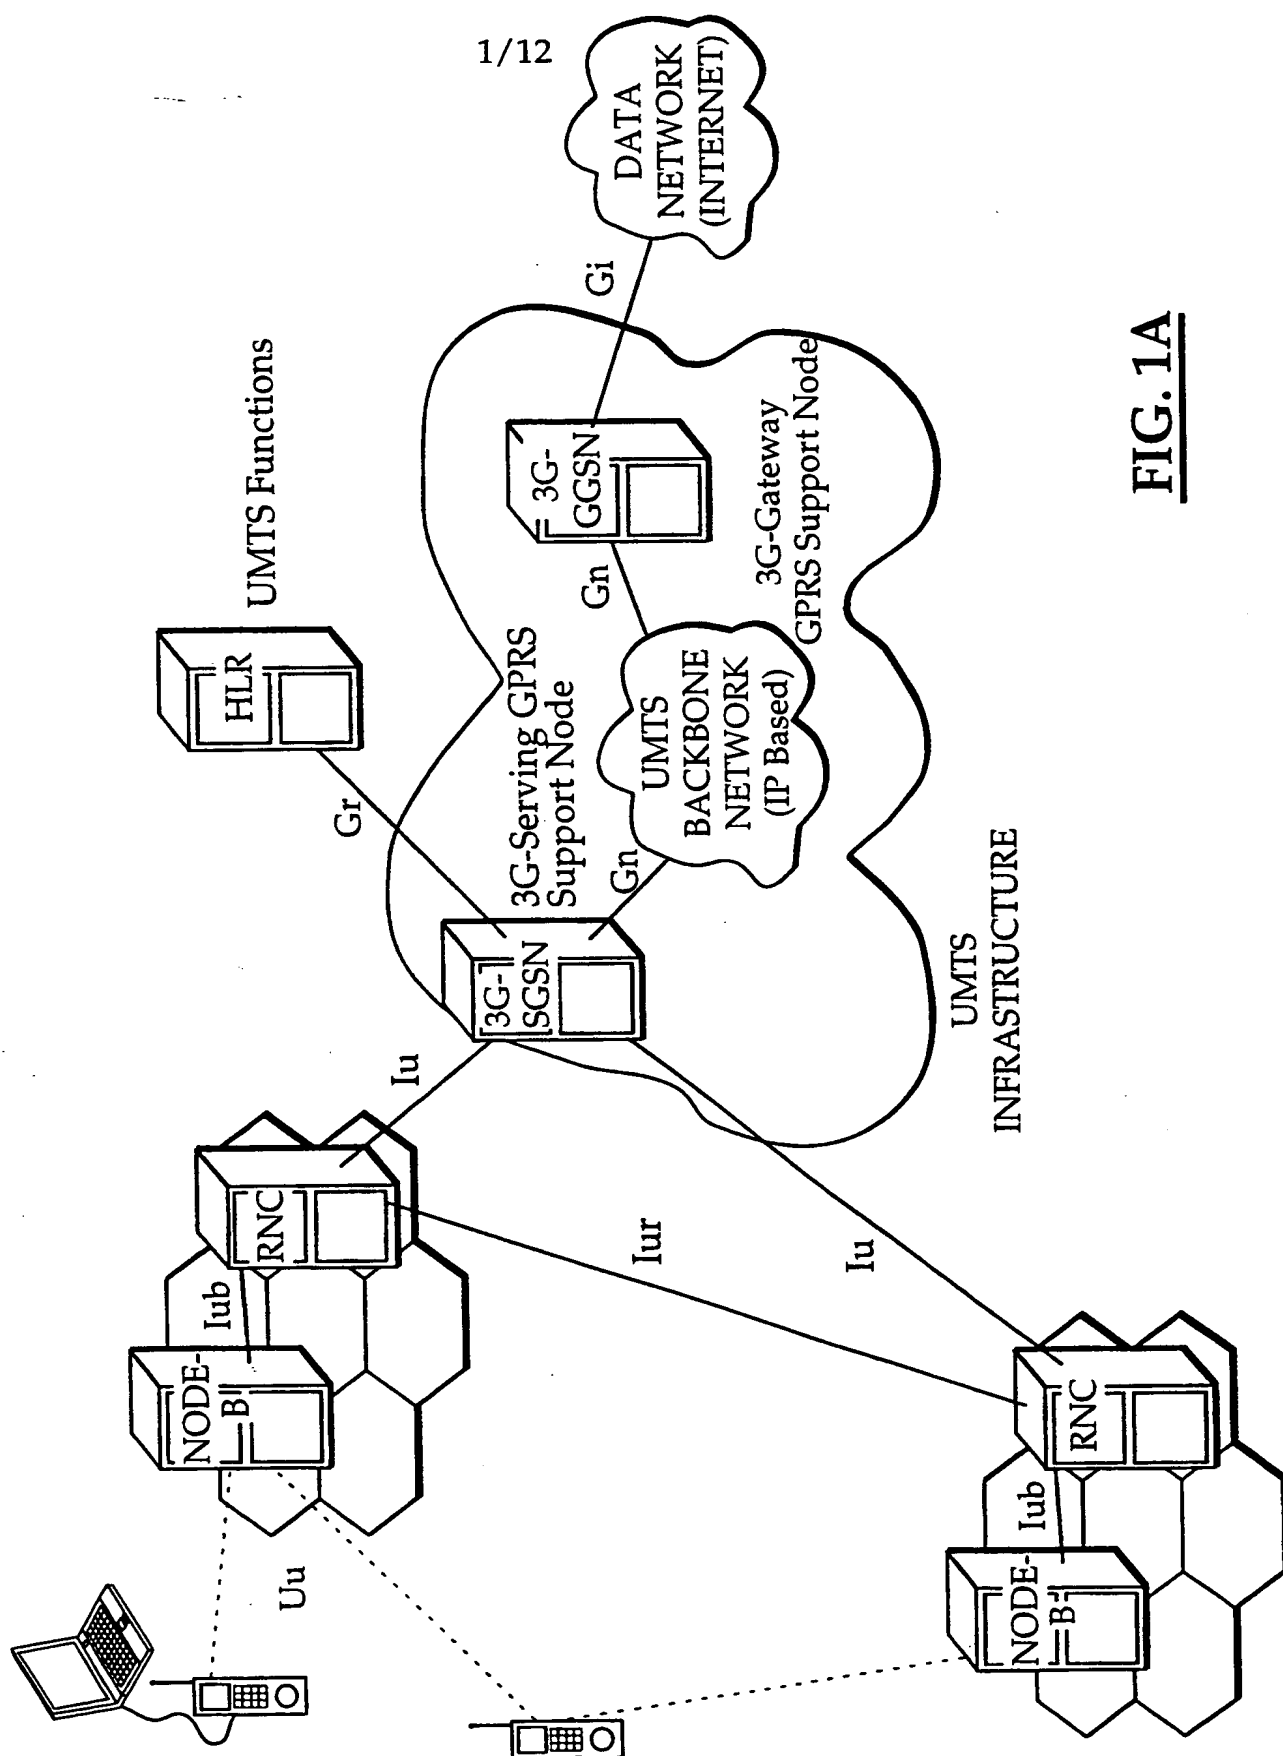 1/12
UMTS Functions
HLR
Gr
Uu
NODE-
B
Iub
RNC
Iu
3G-
SGSN
3G-Serving GPRS
Support Node
Gn
UMTS
BACKBONE
NETWORK
(IP Based)
Gn
3G-
GGSN
3G-Gateway
GPRS Support Node
Gi
DATA
NETWORK
(INTERNET)
Iur
Iu
NODE-
B
Iub
RNC
UMTS
INFRASTRUCTURE
FIG. 1A